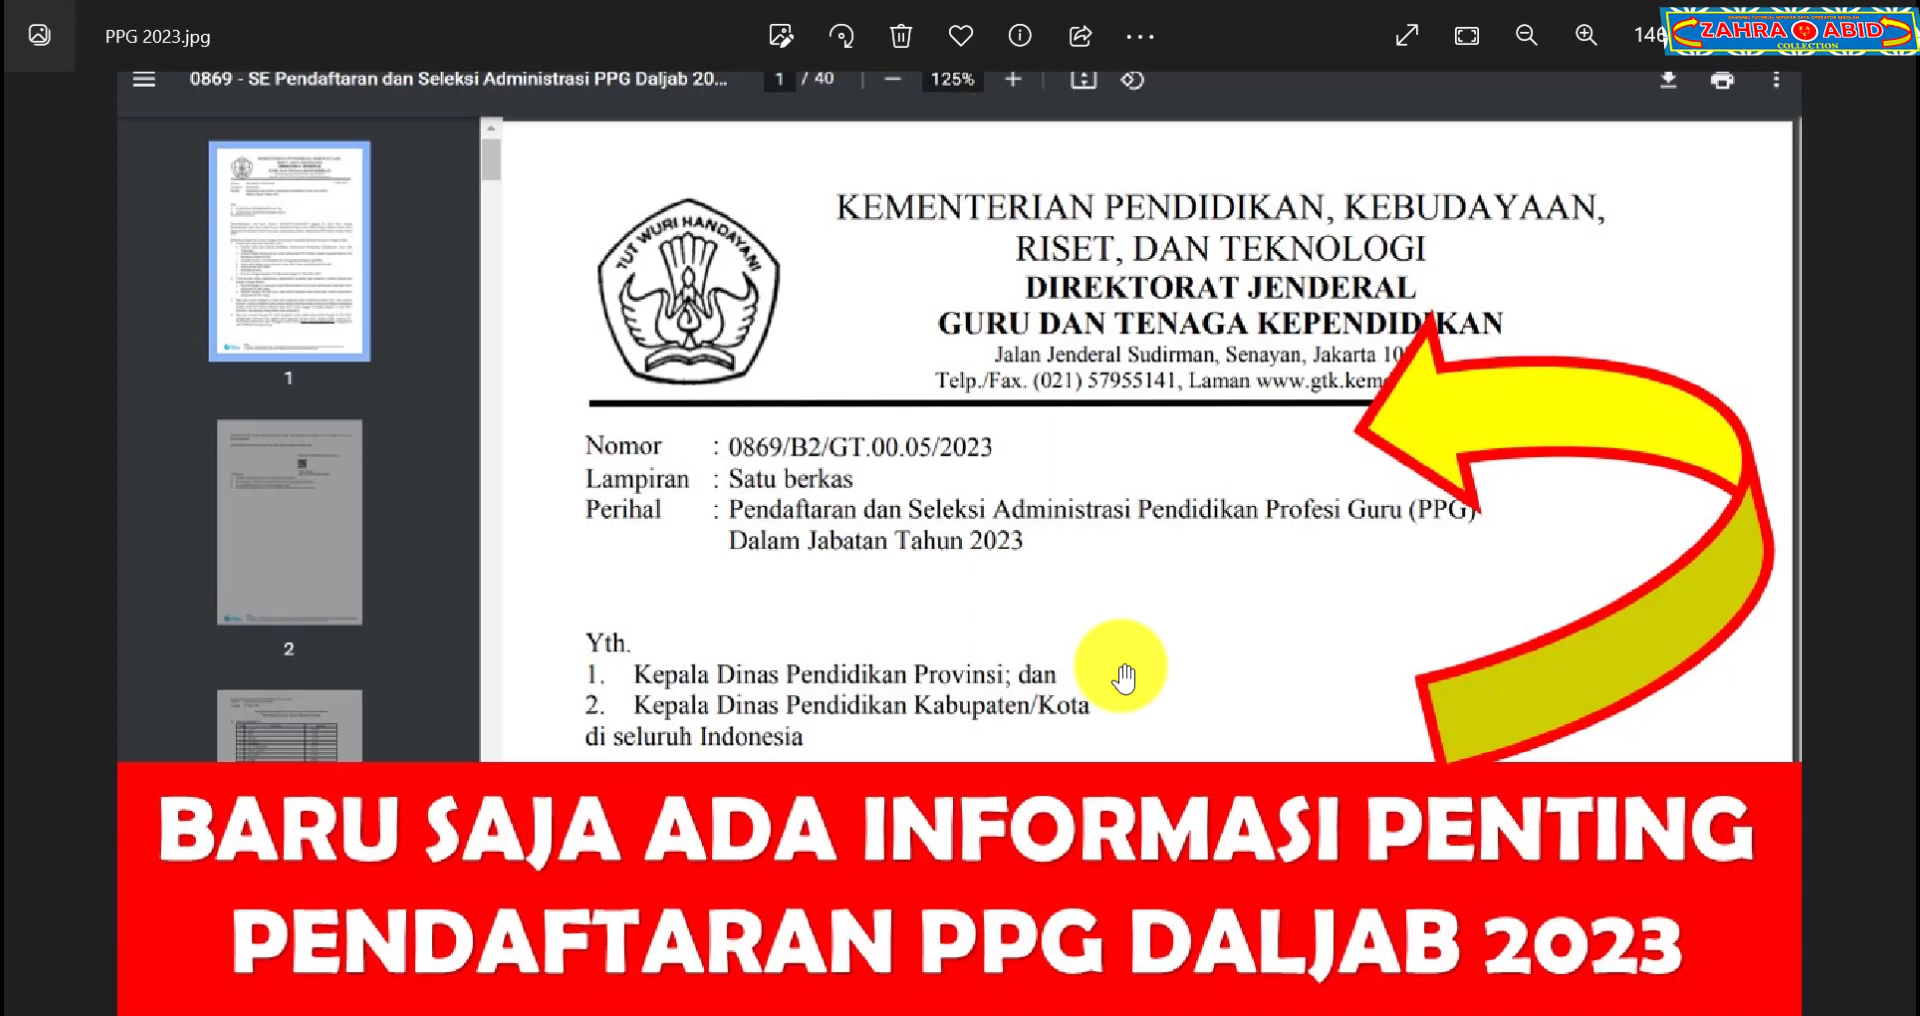 PPG 2023.jpg
ZAHRA ABID
COLLECTION
0869 - SE Pendaftaran dan Seleksi Administrasi PPG Daljab 20...
1 / 40
125%
TUT WURI HANDAYANI
KEMENTERIAN PENDIDIKAN, KEBUDAYAAN,
RISET, DAN TEKNOLOGI
DIREKTORAT JENDERAL
GURU DAN TENAGA KEPENDIDIKAN
Jalan Jenderal Sudirman, Senayan, Jakarta
Telp./Fax. (021) 57955141, Laman
Nomor : 0869/B2/GT.00.05/2023
Lampiran : Satu berkas
Perihal : Pendaftaran dan Seleksi Administrasi Pendidikan Profesi Guru (PPG)
Dalam Jabatan Tahun 2023
Yth.
1. Kepala Dinas Pendidikan Provinsi; dan
2. Kepala Dinas Pendidikan Kabupaten/Kota
di seluruh Indonesia
1
2
BARU SAJA ADA INFORMASI PENTING
PENDAFTARAN PPG DALJAB 2023